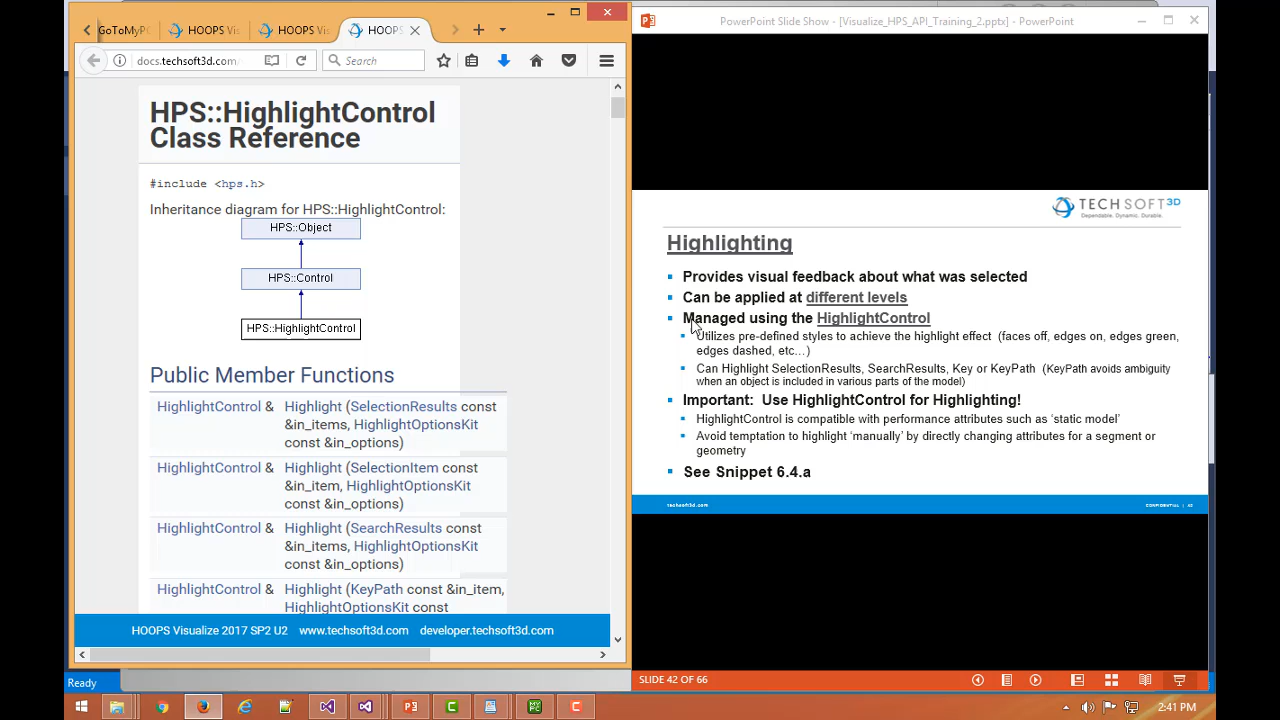 GoToMyPC
HOOPS Vis
HOOPS Vis
HOOPS
docs.techsoft3d.com/
Search
HPS::HighlightControl
Class Reference
#include <hps.h>
Inheritance diagram for HPS::HighlightControl:
HPS::Object
HPS::Control
HPS::HighlightControl
Public Member Functions
HighlightControl & Highlight (SelectionResults const
&in_items, HighlightOptionsKit
const &in_options)
HighlightControl & Highlight (SelectionItem const
&in_item, HighlightOptionsKit
const &in_options)
HighlightControl & Highlight (SearchResults const
&in_items, HighlightOptionsKit
const &in_options)
HighlightControl & Highlight (KeyPath const &in_item,
HighlightOptionsKit const
HOOPS Visualize 2017 SP2 U2 www.techsoft3d.com developer.techsoft3d.com
Ready
PowerPoint Slide Show - [Visualize_HPS_API_Training_2.pptx] - PowerPoint
TECH SOFT 3D
Dependable. Dynamic. Durable.
Highlighting
Provides visual feedback about what was selected
Can be applied at different levels
Managed using the HighlightControl
Utilizes pre-defined styles to achieve the highlight effect (faces off, edges on, edges green,
edges dashed, etc…)
Can Highlight SelectionResults, SearchResults, Key or KeyPath (KeyPath avoids ambiguity
when an object is included in various parts of the model)
Important: Use HighlightControl for Highlighting!
HighlightControl is compatible with performance attributes such as ‘static model’
Avoid temptation to highlight ‘manually’ by directly changing attributes for a segment or
geometry
See Snippet 6.4.a
techsoft3d.com
CONFIDENTIAL | 42
SLIDE 42 OF 66
2:41 PM